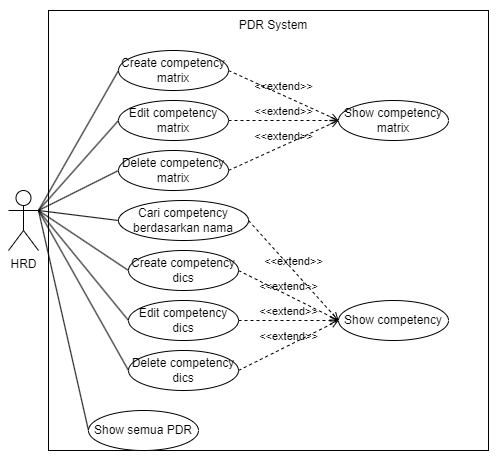 PDR System
Create competency
matrix
<<extend>>
Edit competency
matrix
<<extend>>
Show competency
matrix
Delete competency
matrix
<<extend>>
HRD
Cari competency
berdasarkan nama
<<extend>>
Create competency
dics
<<extend>>
Edit competency
dics
<<extend>>
Show competency
Delete competency
dics
<<extend>>
Show semua PDR